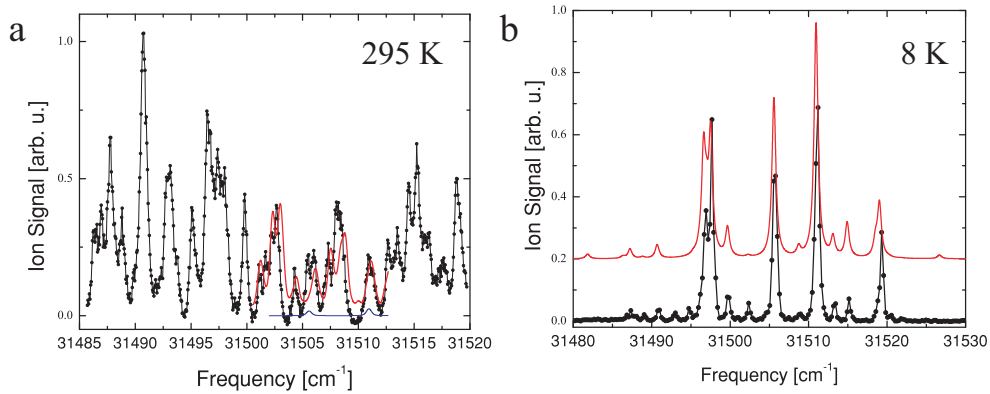 a
295 K
1.0
0.5
0.0
Ion Signal [arb. u.]
31485 31490 31495 31500 31505 31510 31515 31520
Frequency [cm⁻¹]
b
8 K
1.0
0.8
0.6
0.4
0.2
0.0
Ion Signal [arb. u.]
31480 31490 31500 31510 31520 31530
Frequency [cm⁻¹]